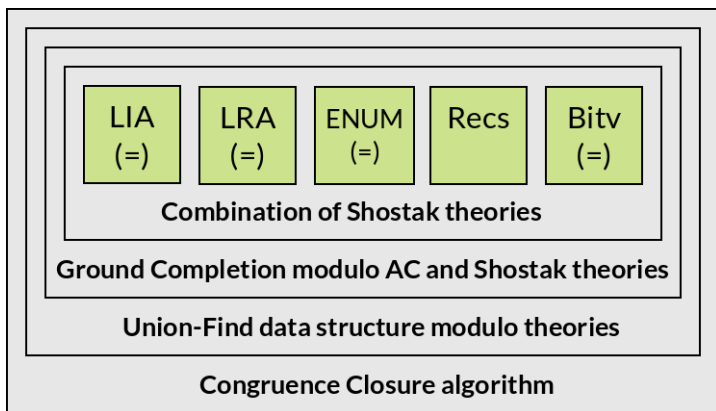 LIA LRA ENUM Recs Bitv
(=) (=) (=) (=)
Combination of Shostak theories
Ground Completion modulo AC and Shostak theories
Union-Find data structure modulo theories
Congruence Closure algorithm